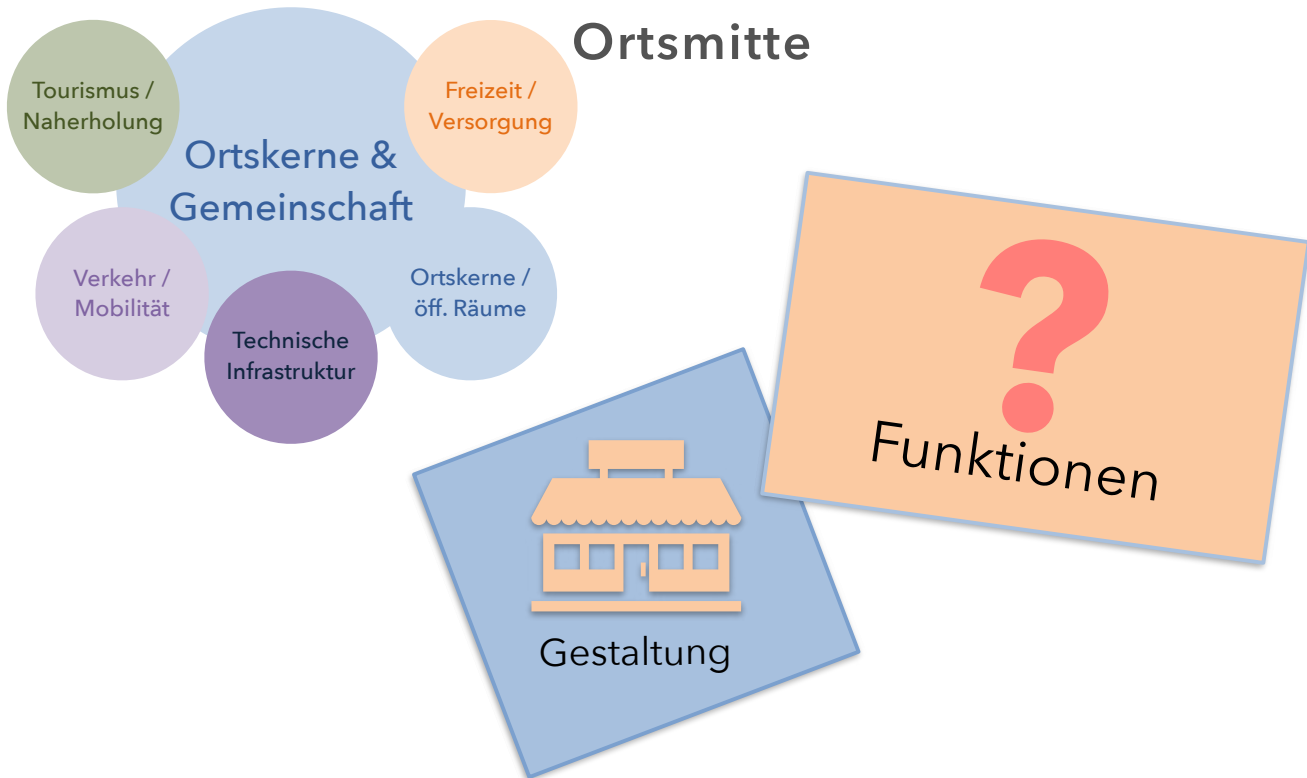 Ortsmitte
Tourismus /
Naherholung
Freizeit /
Versorgung
Ortskerne &
Gemeinschaft
Verkehr /
Mobilität
Ortskerne /
öff. Räume
Technische
Infrastruktur
?
Funktionen
Gestaltung